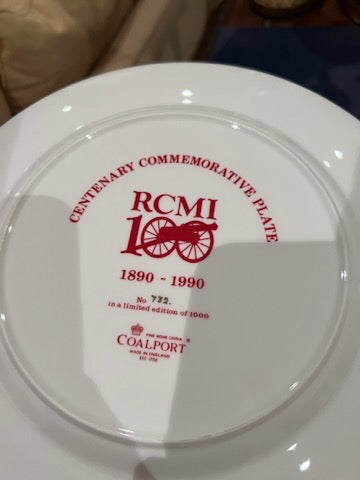 CENTENARY COMMEMORATIVE PLATE
RCMI
100
1890 - 1990
No 732.
in a limited edition of 1000
FINE BONE CHINA
COALPORT ®
MADE IN ENGLAND
EST 1750